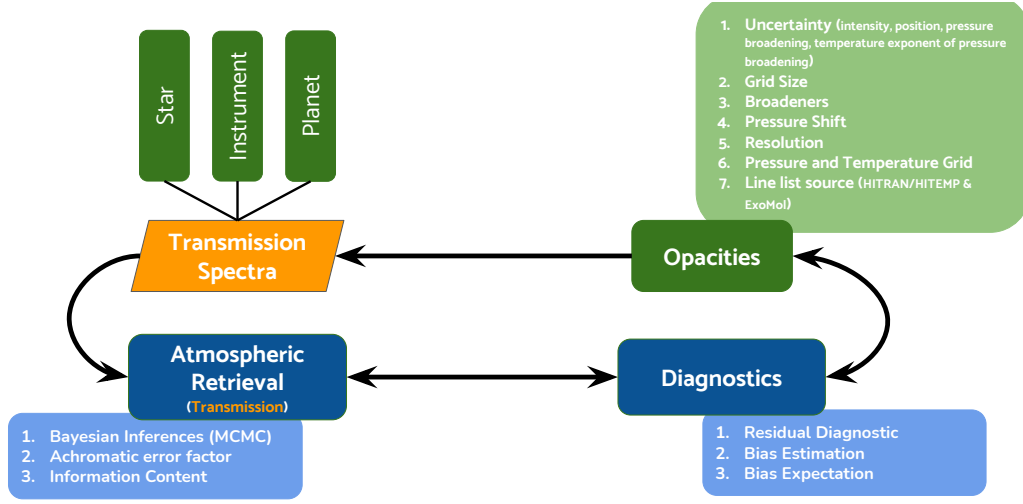 Star
Instrument
Planet
1. Uncertainty (intensity, position, pressure
broadening, temperature exponent of pressure
broadening)
2. Grid Size
3. Broadeners
4. Pressure Shift
5. Resolution
6. Pressure and Temperature Grid
7. Line list source (HITRAN/HITEMP &
ExoMol)
Transmission
Spectra
Opacities
Atmospheric
Retrieval
(Transmission)
Diagnostics
1. Bayesian Inferences (MCMC)
2. Achromatic error factor
3. Information Content
1. Residual Diagnostic
2. Bias Estimation
3. Bias Expectation